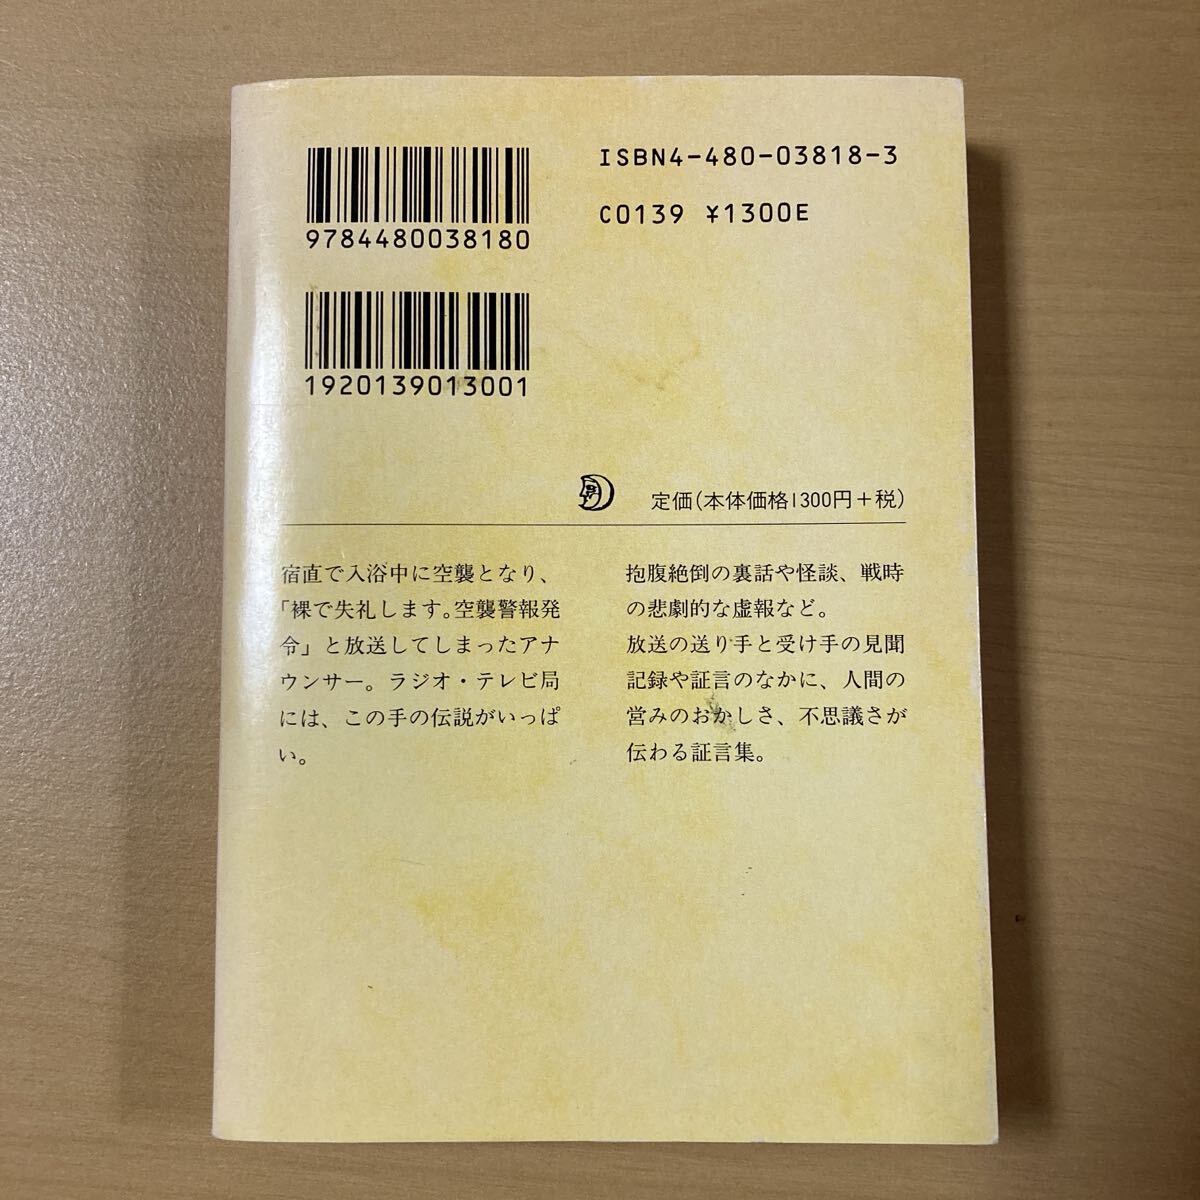 ISBN4-480-03818-3
9784480038180
C0139 ¥1300E
1920139013001
定価(本体価格1300円+税)
宿直で入浴中に空襲となり、
「裸で失礼します。空襲警報発
令」と放送してしまったアナ
ウンサー。ラジオ・テレビ局
には、この手の伝説がいっぱ
い。
抱腹絶倒の裏話や怪談、戦時
の悲劇的な虚報など。
放送の送り手と受け手の見聞
記録や証言のなかに、人間の
営みのおかしさ、不思議さが
伝わる証言集。